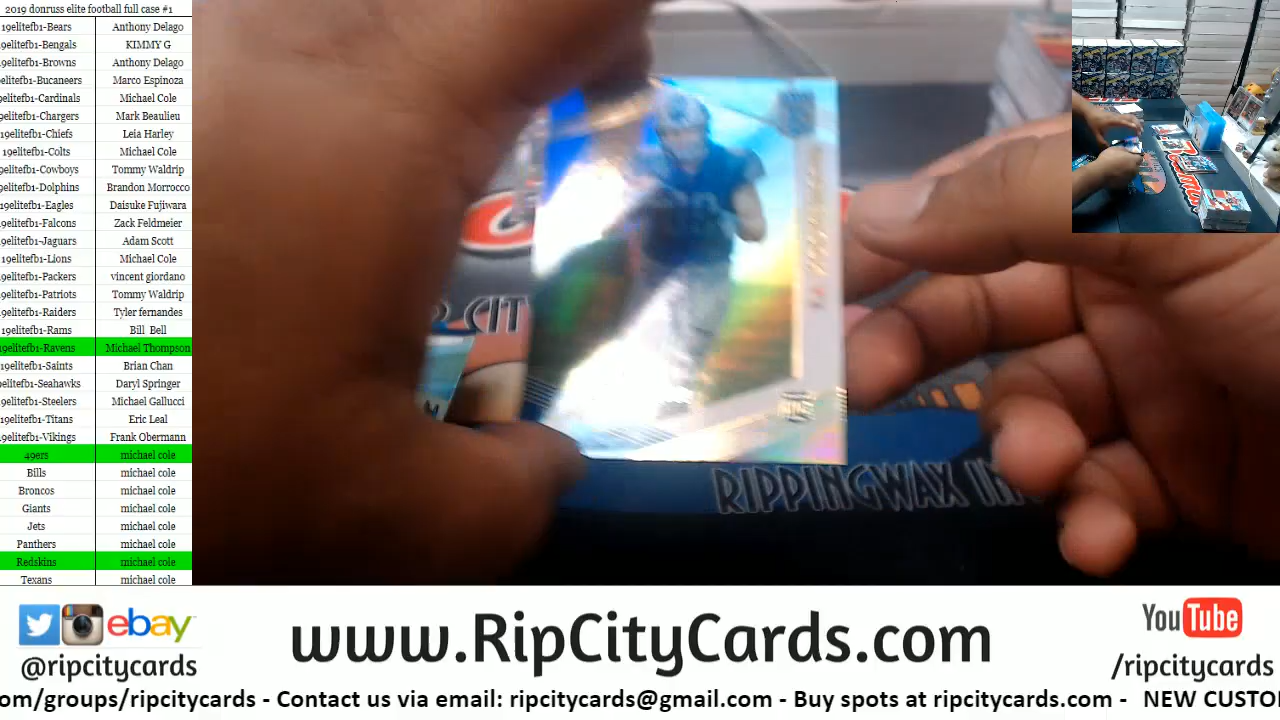 2019 donruss elite football full case #1
19elitefb1-Bears Anthony Delago
19elitefb1-Bengals KIMMY G
19elitefb1-Browns Anthony Delago
elitefb1-Bucaneers Marco Espinoza
9elitefb1-Cardinals Michael Cole
9elitefb1-Chargers Mark Beaulieu
19elitefb1-Chiefs Leia Harley
19elitefb1-Colts Michael Cole
9elitefb1-Cowboys Tommy Waldrip
9elitefb1-Dolphins Brandon Morrocco
19elitefb1-Eagles Daisuke Fujiwara
9elitefb1-Falcons Zack Feldmeier
9elitefb1-Jaguars Adam Scott
19elitefb1-Lions Michael Cole
9elitefb1-Packers vincent giordano
9elitefb1-Patriots Tommy Waldrip
9elitefb1-Raiders Tyler fernandes
19elitefb1-Rams Bill Bell
9elitefb1-Ravens Michael Thompson
19elitefb1-Saints Brian Chan
elitefb1-Seahawks Daryl Springer
9elitefb1-Steelers Michael Gallucci
19elitefb1-Titans Eric Leal
9elitefb1-Vikings Frank Obermann
49ers michael cole
Bills michael cole
Broncos michael cole
Giants michael cole
Jets michael cole
Panthers michael cole
Redskins michael cole
Texans michael cole
CIT
RIPPINGWAX IN
ebay
@ripcitycards
www.RipCityCards.com
YouTube
/ripcitycards
om/groups/ripcitycards - Contact us via email: ripcitycards@gmail.com - Buy spots at ripcitycards.com - NEW CUSTO